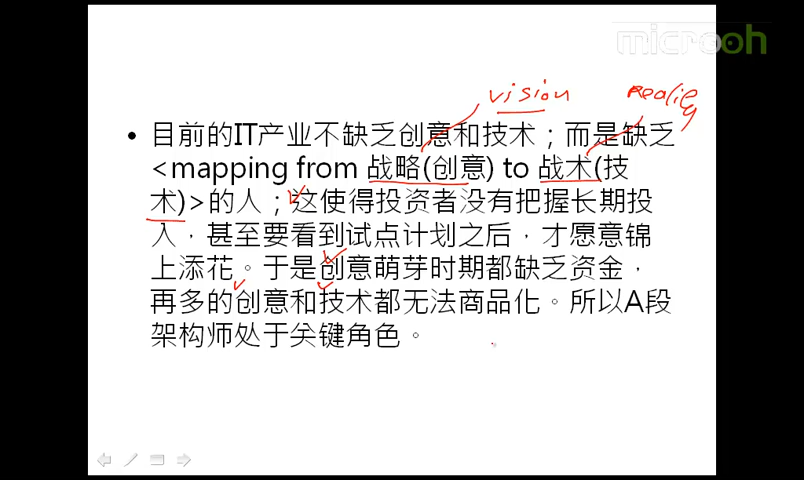 microoh
vision
Reality
•目前的IT产业不缺乏创意和技术；而是缺乏
<mapping from 战略(创意) to 战术(技
术)>的人；这使得投资者没有把握长期投
入，甚至要看到试点计划之后，才愿意锦
上添花。于是创意萌芽时期都缺乏资金，
再多的创意和技术都无法商品化。所以A段
架构师处于关键角色。